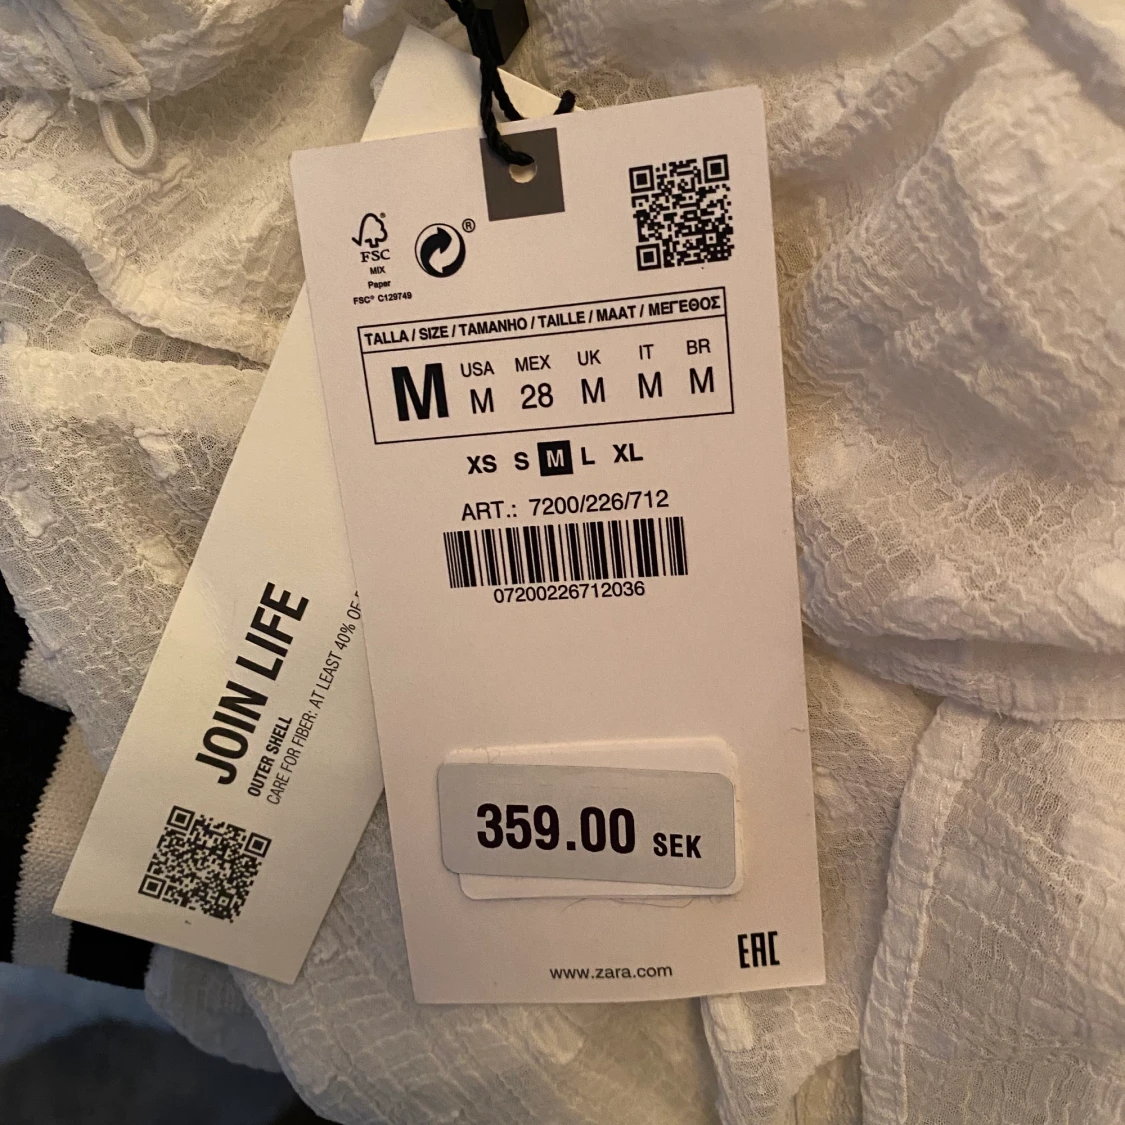 FSC®
MIX
Paper
FSC® C129749
®
TALLA / SIZE / TAMANHO / TAILLE / MAAT / ΜΕΓΕΘΟΣ
M USA MEX UK IT BR
M 28 M M M
XS S M L XL
ART.: 7200/226/712
07200226712036
359.00 SEK
EAC
www.zara.com
JOIN LIFE
OUTER SHELL
CARE FOR FIBER: AT LEAST 40% OF